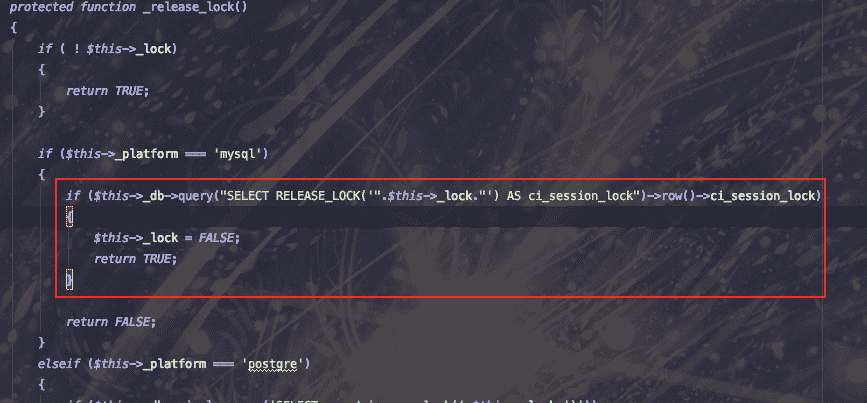 protected function _release_lock()
{
if ( ! $this->_lock)
{
return TRUE;
}
if ($this->_platform === 'mysql')
{
if ($this->_db->query("SELECT RELEASE_LOCK('".$this->_lock."') AS ci_session_lock")->row()->ci_session_lock)
{
$this->_lock = FALSE;
return TRUE;
}
return FALSE;
}
elseif ($this->_platform === 'postgre')
{